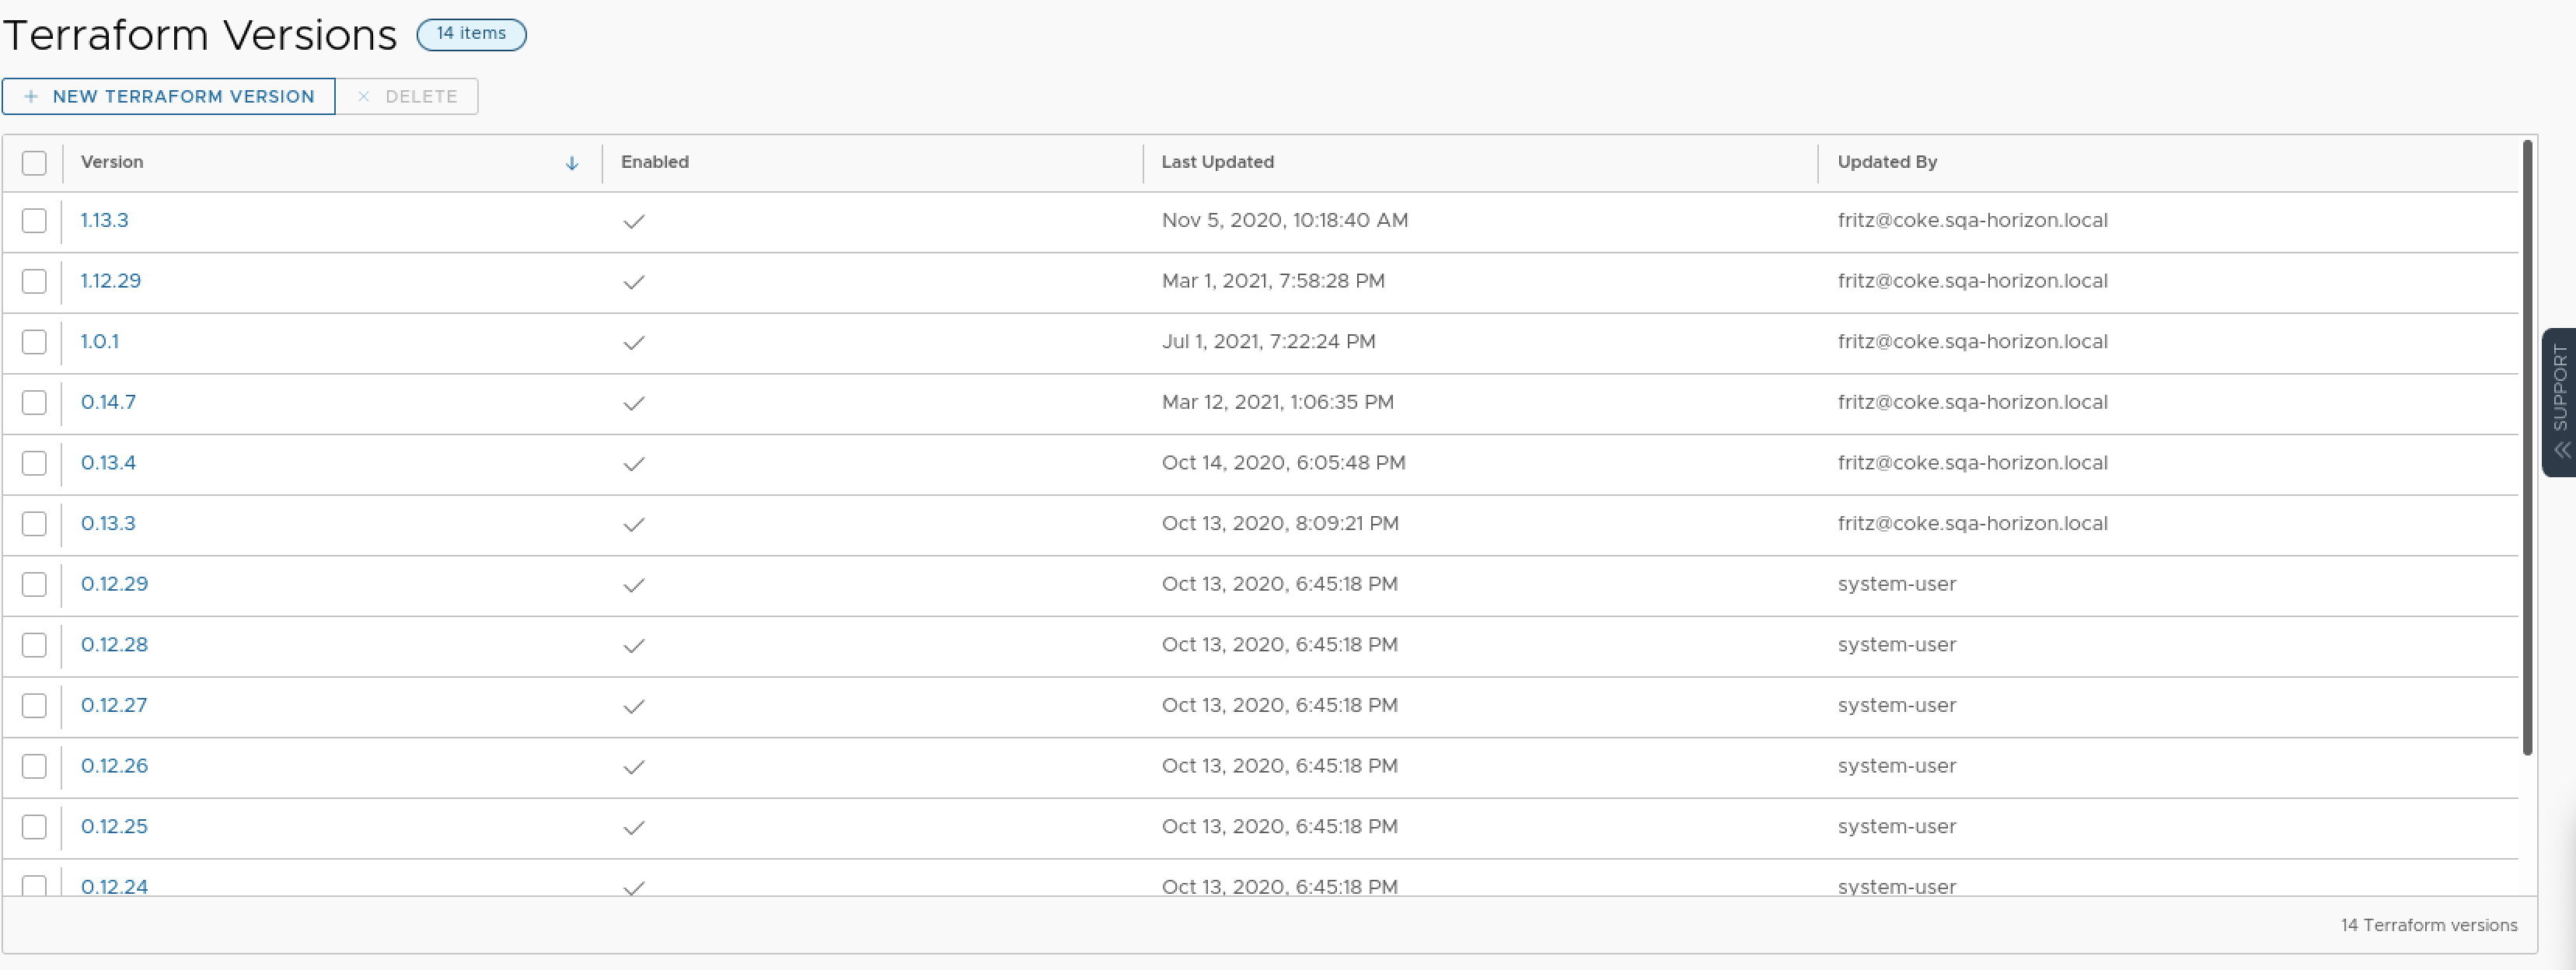 Terraform Versions 14 items
NEW TERRAFORM VERSION DELETE
Version Enabled Last Updated Updated By
1.13.3 Nov 5, 2020, 10:18:40 AM fritz@coke.sqa-horizon.local
1.12.29 Mar 1, 2021, 7:58:28 PM fritz@coke.sqa-horizon.local
1.0.1 Jul 1, 2021, 7:22:24 PM fritz@coke.sqa-horizon.local
0.14.7 Mar 12, 2021, 1:06:35 PM fritz@coke.sqa-horizon.local
0.13.4 Oct 14, 2020, 6:05:48 PM fritz@coke.sqa-horizon.local
0.13.3 Oct 13, 2020, 8:09:21 PM fritz@coke.sqa-horizon.local
0.12.29 Oct 13, 2020, 6:45:18 PM system-user
0.12.28 Oct 13, 2020, 6:45:18 PM system-user
0.12.27 Oct 13, 2020, 6:45:18 PM system-user
0.12.26 Oct 13, 2020, 6:45:18 PM system-user
0.12.25 Oct 13, 2020, 6:45:18 PM system-user
0.12.24 Oct 13, 2020, 6:45:18 PM system-user
14 Terraform versions
SUPPORT